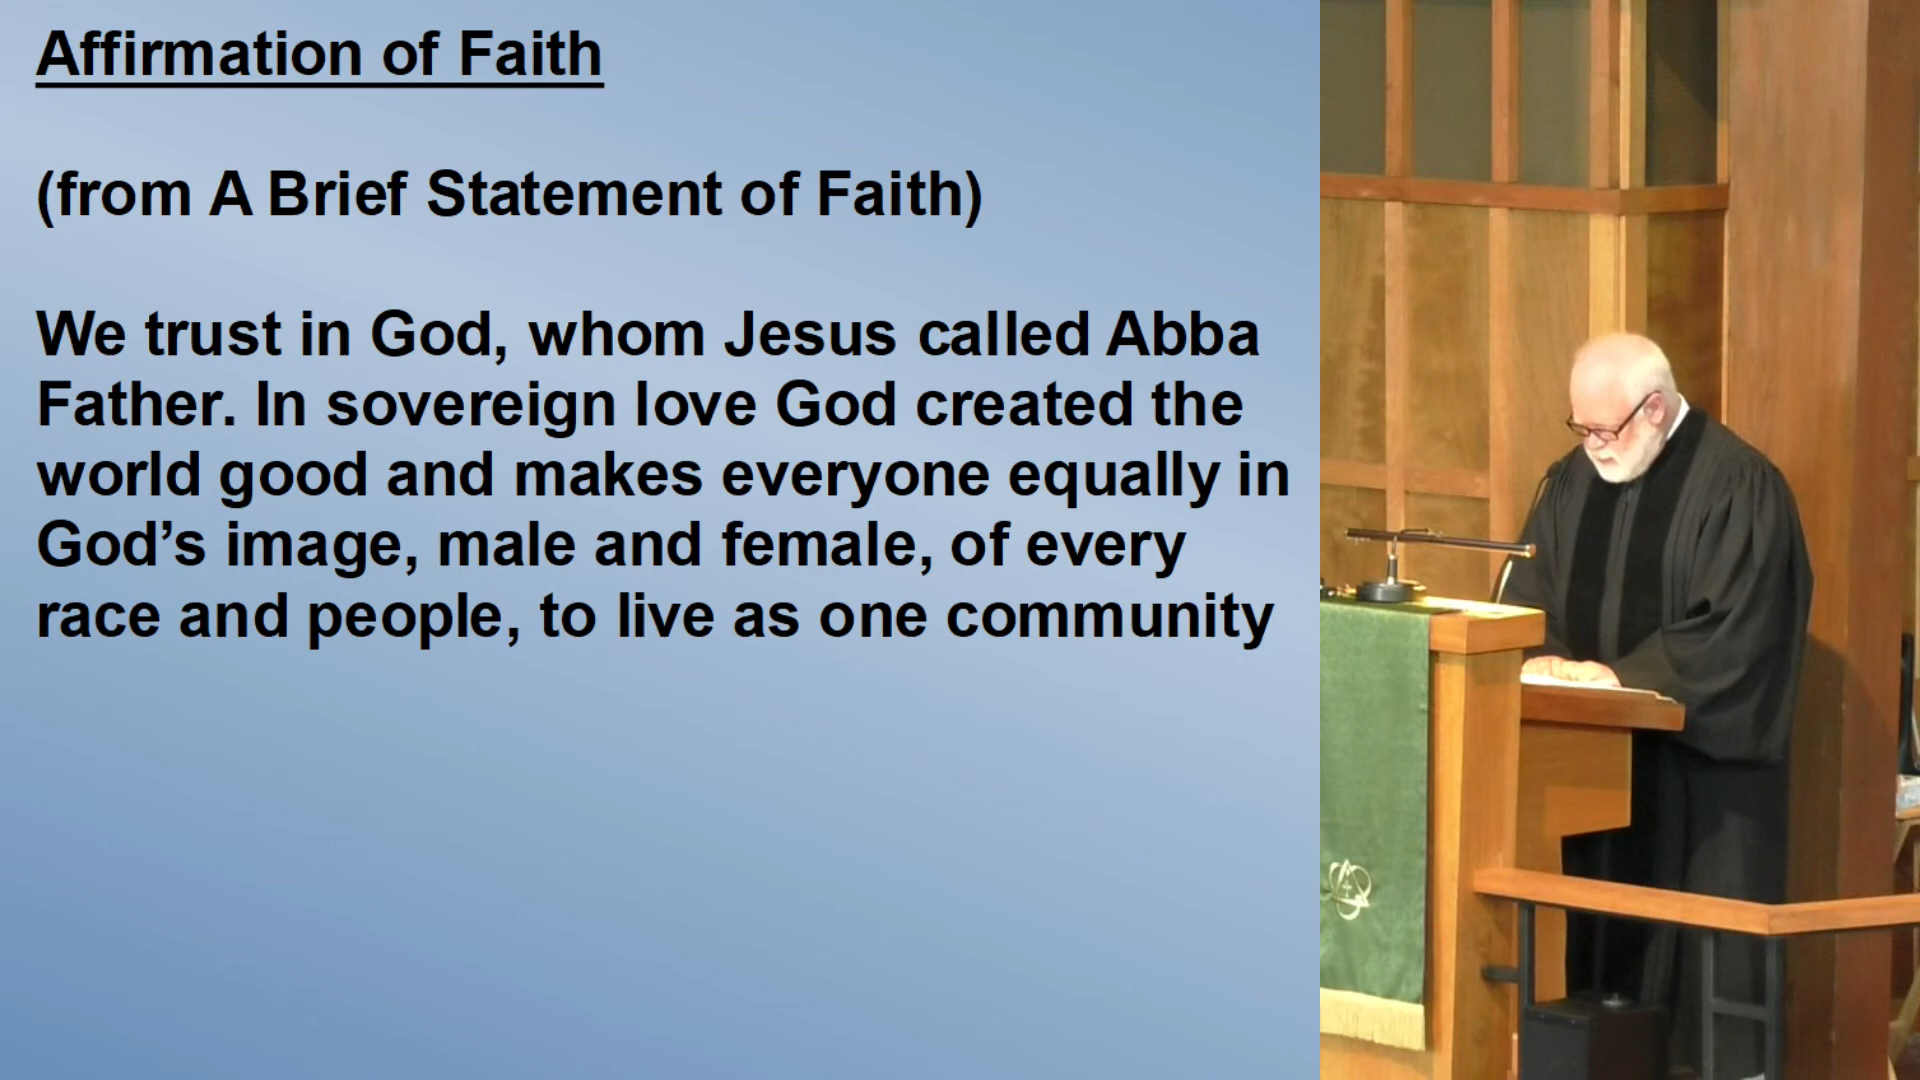 Affirmation of Faith
(from A Brief Statement of Faith)
We trust in God, whom Jesus called Abba
Father. In sovereign love God created the
world good and makes everyone equally in
God’s image, male and female, of every
race and people, to live as one community